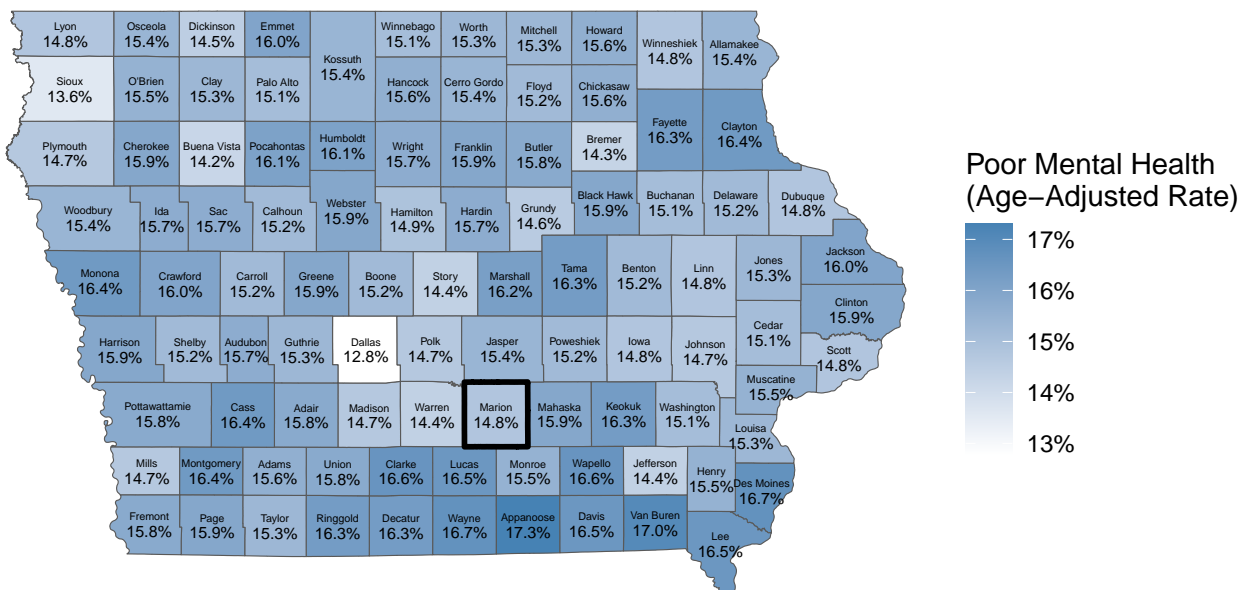 Lyon
14.8%
Osceola
15.4%
Dickinson
14.5%
Emmet
16.0%
Kossuth
15.4%
Winnebago
15.1%
Worth
15.3%
Mitchell
15.3%
Howard
15.6%
Winneshiek
14.8%
Allamakee
15.4%
Sioux
13.6%
O'Brien
15.5%
Clay
15.3%
Palo Alto
15.1%
Hancock
15.6%
Cerro Gordo
15.4%
Floyd
15.2%
Chickasaw
15.6%
Fayette
16.3%
Clayton
16.4%
Plymouth
14.7%
Cherokee
15.9%
Buena Vista
14.2%
Pocahontas
16.1%
Humboldt
16.1%
Wright
15.7%
Franklin
15.9%
Butler
15.8%
Bremer
14.3%
Woodbury
15.4%
Ida
15.7%
Sac
15.7%
Calhoun
15.2%
Webster
15.9%
Hamilton
14.9%
Hardin
15.7%
Grundy
14.6%
Black Hawk
15.9%
Buchanan
15.1%
Delaware
15.2%
Dubuque
14.8%
Monona
16.4%
Crawford
16.0%
Carroll
15.2%
Greene
15.9%
Boone
15.2%
Story
14.4%
Marshall
16.2%
Tama
16.3%
Benton
15.2%
Linn
14.8%
Jones
15.3%
Jackson
16.0%
Clinton
15.9%
Harrison
15.9%
Shelby
15.2%
Audubon
15.7%
Guthrie
15.3%
Dallas
12.8%
Polk
14.7%
Jasper
15.4%
Poweshiek
15.2%
Iowa
14.8%
Johnson
14.7%
Cedar
15.1%
Scott
14.8%
Muscatine
15.5%
Pottawattamie
15.8%
Cass
16.4%
Adair
15.8%
Madison
14.7%
Warren
14.4%
Marion
14.8%
Mahaska
15.9%
Keokuk
16.3%
Washington
15.1%
Louisa
15.3%
Mills
14.7%
Montgomery
16.4%
Adams
15.6%
Union
15.8%
Clarke
16.6%
Lucas
16.5%
Monroe
15.5%
Wapello
16.6%
Jefferson
14.4%
Henry
15.5%
Des Moines
16.7%
Fremont
15.8%
Page
15.9%
Taylor
15.3%
Ringgold
16.3%
Decatur
16.3%
Wayne
16.7%
Appanoose
17.3%
Davis
16.5%
Van Buren
17.0%
Lee
16.5%
Poor Mental Health
(Age−Adjusted Rate)
17%
16%
15%
14%
13%